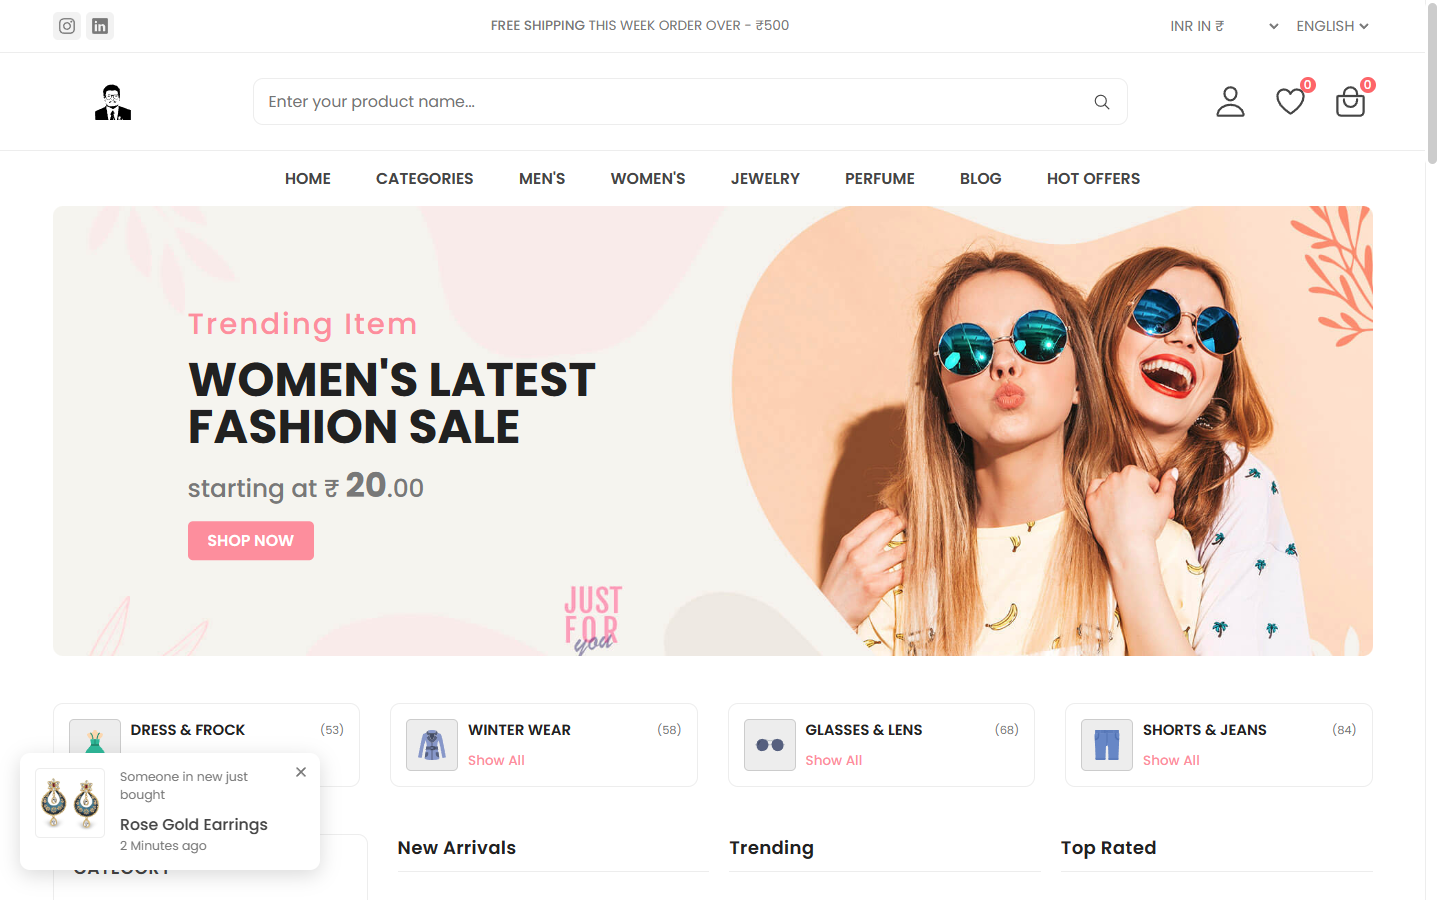 FREE SHIPPING THIS WEEK ORDER OVER - ₹500
INR IN ₹
ENGLISH
Enter your product name...
0
0
HOME
CATEGORIES
MEN'S
WOMEN'S
JEWELRY
PERFUME
BLOG
HOT OFFERS
Trending Item
WOMEN'S LATEST
FASHION SALE
starting at ₹ 20.00
SHOP NOW
JUST
FOR
you
DRESS & FROCK
(53)
WINTER WEAR
(58)
Show All
GLASSES & LENS
(68)
Show All
SHORTS & JEANS
(84)
Show All
Someone in new just
bought
Rose Gold Earrings
2 Minutes ago
CATEGORY
New Arrivals
Trending
Top Rated